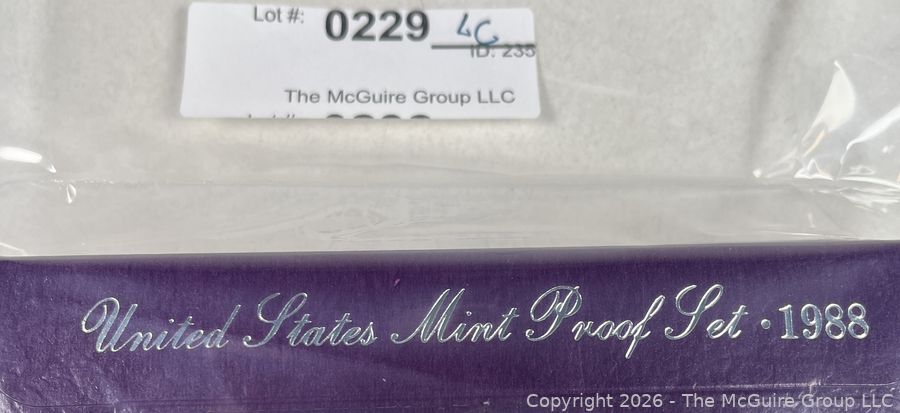 Lot #: 0229 4G
ID: 235
The McGuire Group LLC
United States Mint Proof Set · 1988
Copyright 2026 - The McGuire Group LLC